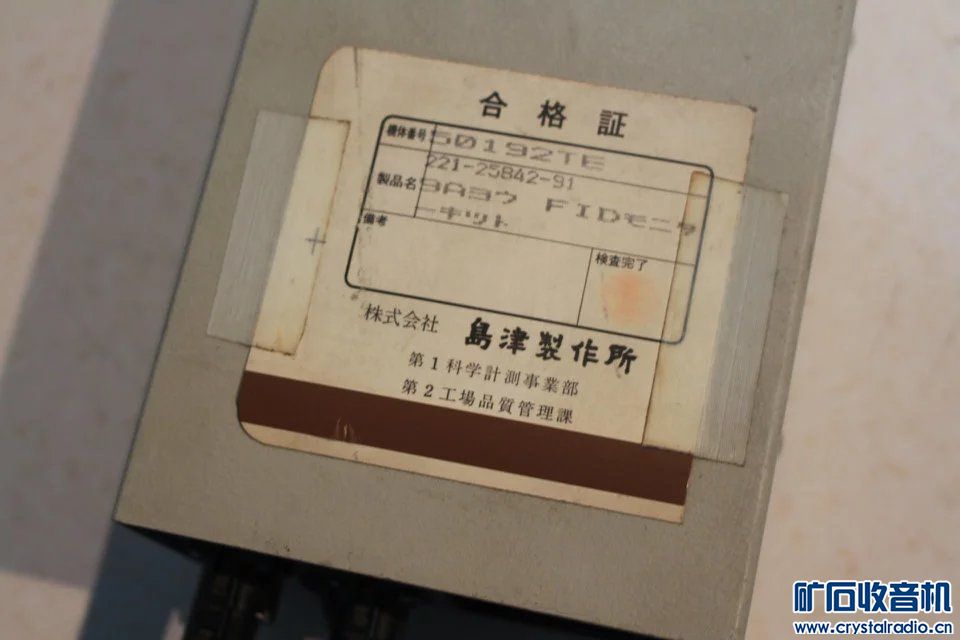 合格証
機体番号 50192TE
221-25842-91
製品名 9Aヨウ FIDモニタ
ーキット
備考
検査完了
株式会社 島津製作所
第1科学計測事業部
第2工場品質管理課
矿石收音机
www.crystalradio.cn